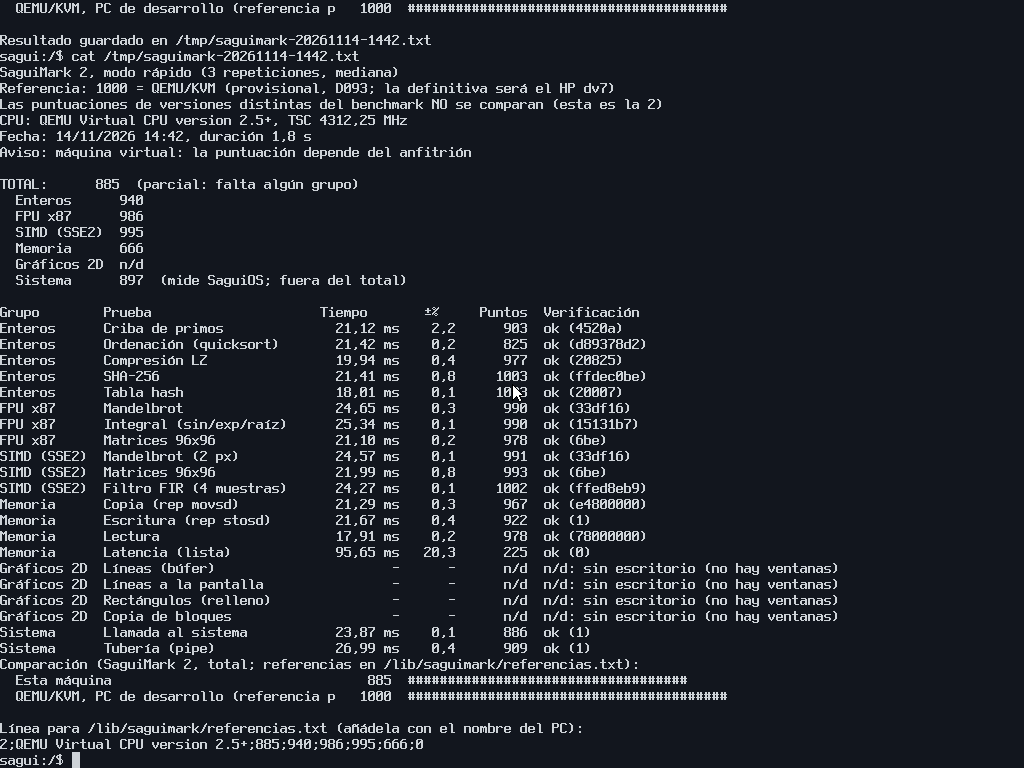 QEMU/KVM, PC de desarrollo (referencia p   1000  ########################################

Resultado guardado en /tmp/saguimark-20261114-1442.txt
sagui:/$ cat /tmp/saguimark-20261114-1442.txt
SaguiMark 2, modo rápido (3 repeticiones, mediana)
Referencia: 1000 = QEMU/KVM (provisional, D093; la definitiva será el HP dv7)
Las puntuaciones de versiones distintas del benchmark NO se comparan (esta es la 2)
CPU: QEMU Virtual CPU version 2.5+, TSC 4312,25 MHz
Fecha: 14/11/2026 14:42, duración 1,8 s
Aviso: máquina virtual: la puntuación depende del anfitrión

TOTAL:      885  (parcial: falta algún grupo)
  Enteros      940
  FPU x87      986
  SIMD (SSE2)  995
  Memoria      666
  Gráficos 2D  n/d
  Sistema      897  (mide SaguiOS; fuera del total)

Grupo        Prueba                     Tiempo       ±%     Puntos  Verificación
Enteros      Criba de primos              21,12 ms    2,2      903  ok (4520a)
Enteros      Ordenación (quicksort)       21,42 ms    0,2      825  ok (d89378d2)
Enteros      Compresión LZ                19,94 ms    0,4      977  ok (20825)
Enteros      SHA-256                      21,41 ms    0,8     1003  ok (ffdec0be)
Enteros      Tabla hash                   18,01 ms    0,1           ok (20007)
FPU x87      Mandelbrot                   24,65 ms    0,3      990  ok (33df16)
FPU x87      Integral (sin/exp/raíz)      25,34 ms    0,1      990  ok (15131b7)
FPU x87      Matrices 96x96               21,10 ms    0,2      978  ok (6be)
SIMD (SSE2)  Mandelbrot (2 px)            24,57 ms    0,1      991  ok (33df16)
SIMD (SSE2)  Matrices 96x96               21,99 ms    0,8      993  ok (6be)
SIMD (SSE2)  Filtro FIR (4 muestras)      24,27 ms    0,1     1002  ok (ffed8eb9)
Memoria      Copia (rep movsd)            21,29 ms    0,3      967  ok (e4800000)
Memoria      Escritura (rep stosd)        21,67 ms    0,4      922  ok (1)
Memoria      Lectura                      17,91 ms    0,2      978  ok (78000000)
Memoria      Latencia (lista)             95,65 ms   20,3      225  ok (0)
Gráficos 2D  Líneas (búfer)                      -      -      n/d  n/d: sin escritorio (no hay ventanas)
Gráficos 2D  Líneas a la pantalla                -      -      n/d  n/d: sin escritorio (no hay ventanas)
Gráficos 2D  Rectángulos (relleno)               -      -      n/d  n/d: sin escritorio (no hay ventanas)
Gráficos 2D  Copia de bloques                    -      -      n/d  n/d: sin escritorio (no hay ventanas)
Sistema      Llamada al sistema           23,87 ms    0,1      886  ok (1)
Sistema      Tubería (pipe)               26,99 ms    0,4      909  ok (1)
Comparación (SaguiMark 2, total; referencias en /lib/saguimark/referencias.txt):
  Esta máquina                                885  ###################################
  QEMU/KVM, PC de desarrollo (referencia p   1000  ########################################

Línea para /lib/saguimark/referencias.txt (añádela con el nombre del PC):
2;QEMU Virtual CPU version 2.5+;885;940;986;995;666;0
sagui:/$